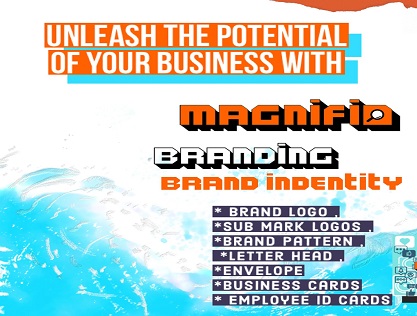 UNLEASH THE POTENTIAL
OF YOUR BUSINESS WITH
MAGNIFIQ
BRANDING
BRAND INDENTITY
* BRAND LOGO ,
*SUB MARK LOGOS ,
*BRAND PATTERN ,
*LETTER HEAD ,
*ENVELOPE
*BUSINESS CARDS
* EMPLOYEE ID CARDS